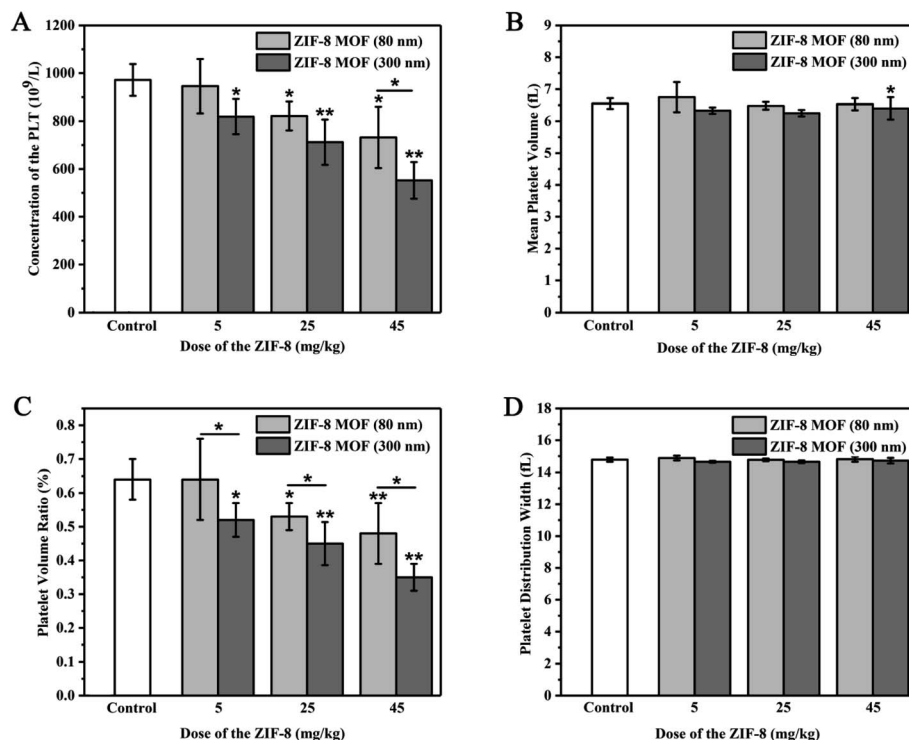 A
ZIF-8 MOF (80 nm)
ZIF-8 MOF (300 nm)
Concentration of the PLT (10⁹/L)
1200
1000
800
600
400
200
0
*
*
**
*
*
**
Control
5
25
45
Dose of the ZIF-8 (mg/kg)
B
ZIF-8 MOF (80 nm)
ZIF-8 MOF (300 nm)
Mean Platelet Volume (fL)
9
8
7
6
5
4
3
2
1
0
*
Control
5
25
45
Dose of the ZIF-8 (mg/kg)
C
ZIF-8 MOF (80 nm)
ZIF-8 MOF (300 nm)
Platelet Volume Ratio (%)
0.8
0.7
0.6
0.5
0.4
0.3
0.2
0.1
0.0
*
*
*
*
**
*
**
**
Control
5
25
45
Dose of the ZIF-8 (mg/kg)
D
ZIF-8 MOF (80 nm)
ZIF-8 MOF (300 nm)
Platelet Distribution Width (fL)
18
16
14
12
10
8
6
4
2
0
Control
5
25
45
Dose of the ZIF-8 (mg/kg)